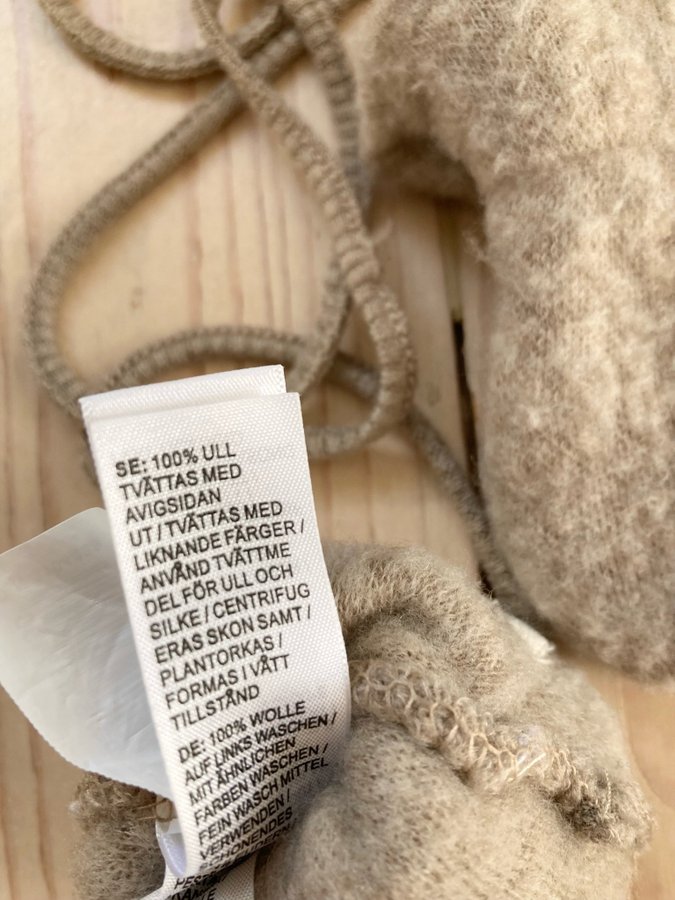 SE: 100% ULL
TVÄTTAS MED
AVIGSIDAN
UT / TVÄTTAS MED
LIKNANDE FÄRGER /
ANVÄND TVÄTTME
DEL FÖR ULL OCH
SILKE / CENTRIFUG
ERAS SKON SAMT /
PLANTORKAS /
FORMAS I VÅTT
TILLSTÅND
DE: 100% WOLLE
AUF LINKS WASCHEN /
MIT ÄHNLICHEN
FARBEN WASCHEN /
FEIN WASCH MITTEL
VERWENDEN /
SCHONENDES